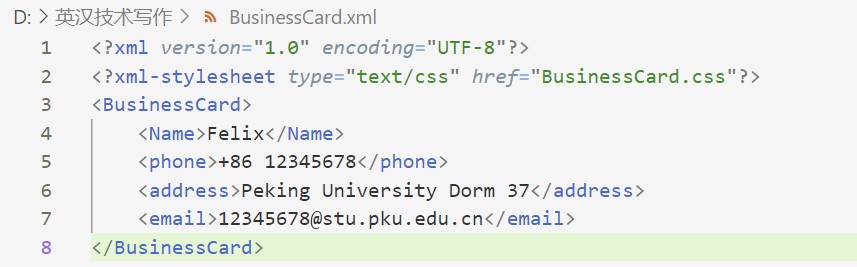 D: > 英汉技术写作 > BusinessCard.xml
1 <?xml version="1.0" encoding="UTF-8"?>
2 <?xml-stylesheet type="text/css" href="BusinessCard.css"?>
3 <BusinessCard>
4     <Name>Felix</Name>
5     <phone>+86 12345678</phone>
6     <address>Peking University Dorm 37</address>
7     <email>12345678@stu.pku.edu.cn</email>
8 </BusinessCard>